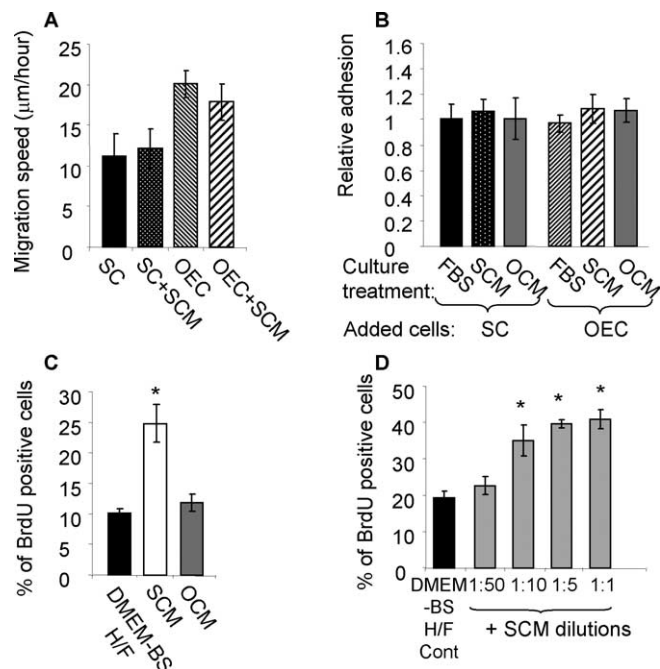 A
Migration speed (μm/hour)
25
20
15
10
5
0
SC
SC+SCM
OEC
OEC+SCM
B
Relative adhesion
1.6
1.4
1.2
1
0.8
0.6
0.4
0.2
0
Culture
treatment:
FBS
SCM
OCM
FBS
SCM
OCM
Added cells:
SC
OEC
C
% of BrdU positive cells
35
30
25
20
15
10
5
0
*
DMEM-BS
H/F
SCM
OCM
D
% of BrdU positive cells
50
40
30
20
10
0
* * *
DMEM 1:50 1:10 1:5 1:1
-BS
H/F
Cont
+ SCM dilutions